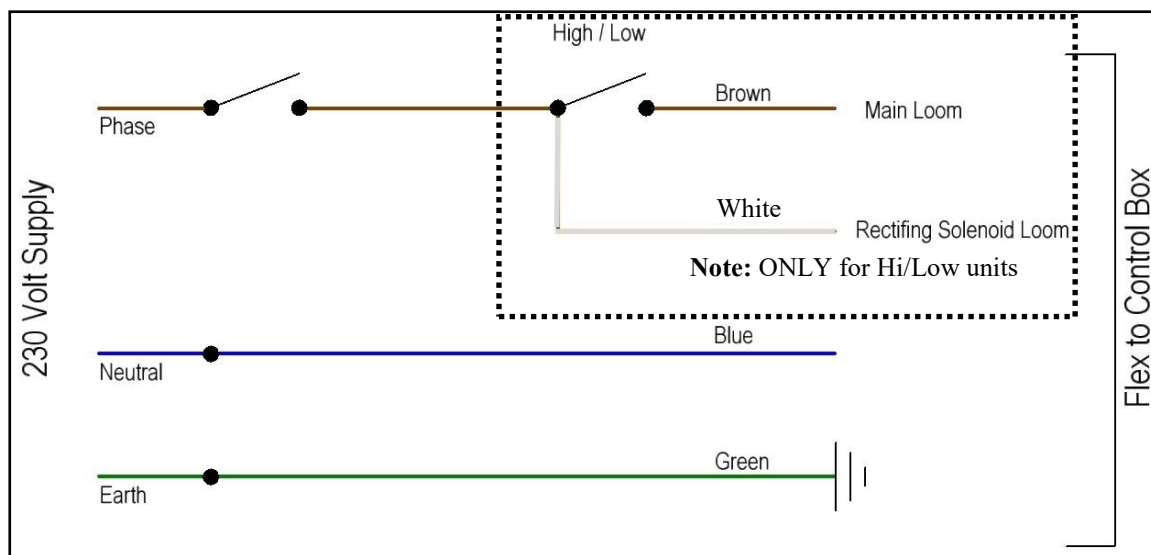 High / Low
Brown
Phase
Main Loom
White
Rectifing Solenoid Loom
Note: ONLY for Hi/Low units
230 Volt Supply
Blue
Neutral
Green
Earth
Flex to Control Box